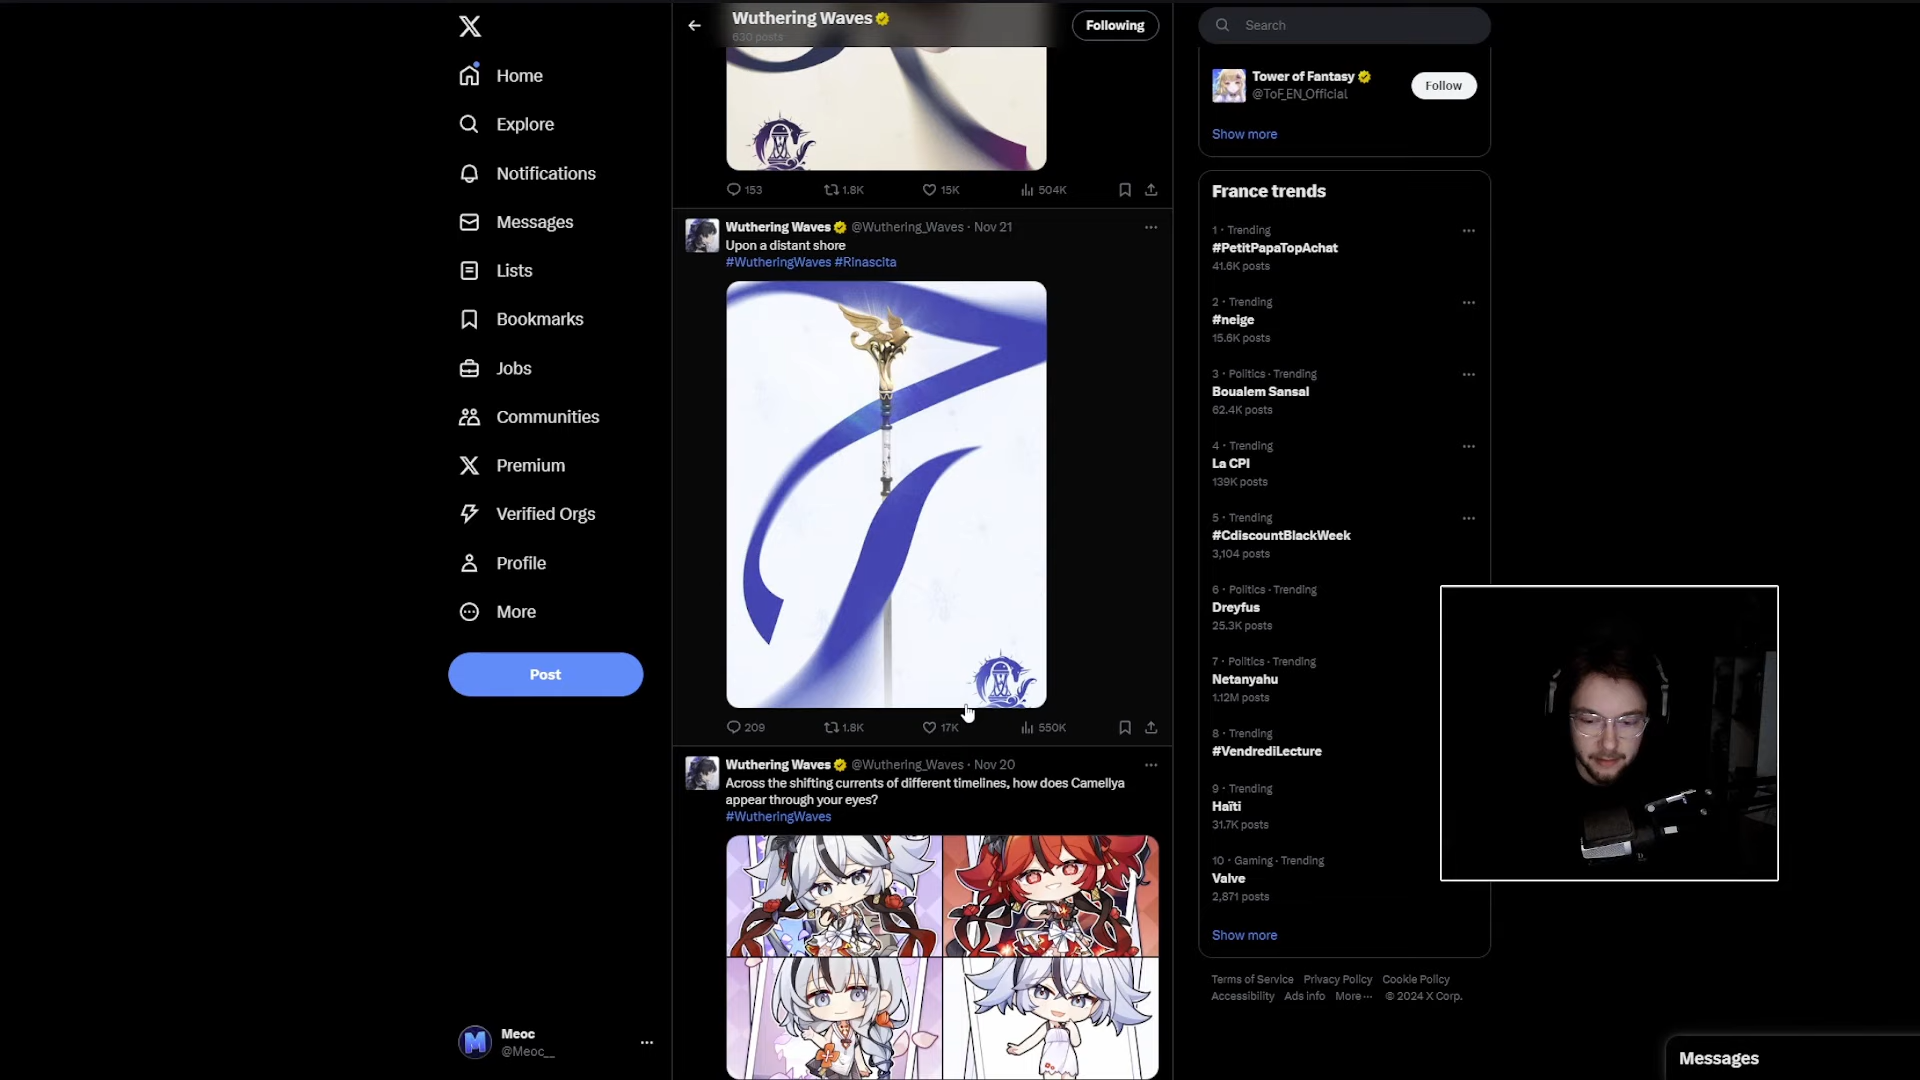 Home
Explore
Notifications
Messages
Lists
Bookmarks
Jobs
Communities
Premium
Verified Orgs
Profile
More
Post
Meoc
@Meoc__
Wuthering Waves
630 posts
Following
153
1.8K
15K
504K
Wuthering Waves @Wuthering_Waves · Nov 21
Upon a distant shore
#WutheringWaves #Rinascita
209
1.8K
17K
550K
Wuthering Waves @Wuthering_Waves · Nov 20
Across the shifting currents of different timelines, how does Camellya
appear through your eyes?
#WutheringWaves
Search
Tower of Fantasy
@ToF_EN_Official
Follow
Show more
France trends
1 · Trending
#PetitPapaTopAchat
41.6K posts
2 · Trending
#neige
15.6K posts
3 · Politics · Trending
Boualem Sansal
62.4K posts
4 · Trending
La CPI
139K posts
5 · Trending
#CdiscountBlackWeek
3,104 posts
6 · Politics · Trending
Dreyfus
25.3K posts
7 · Politics · Trending
Netanyahu
1.12M posts
8 · Trending
#VendrediLecture
9 · Trending
Haïti
31.7K posts
10 · Gaming · Trending
Valve
2,871 posts
Show more
Terms of Service Privacy Policy Cookie Policy
Accessibility Ads info More ··· © 2024 X Corp.
Messages